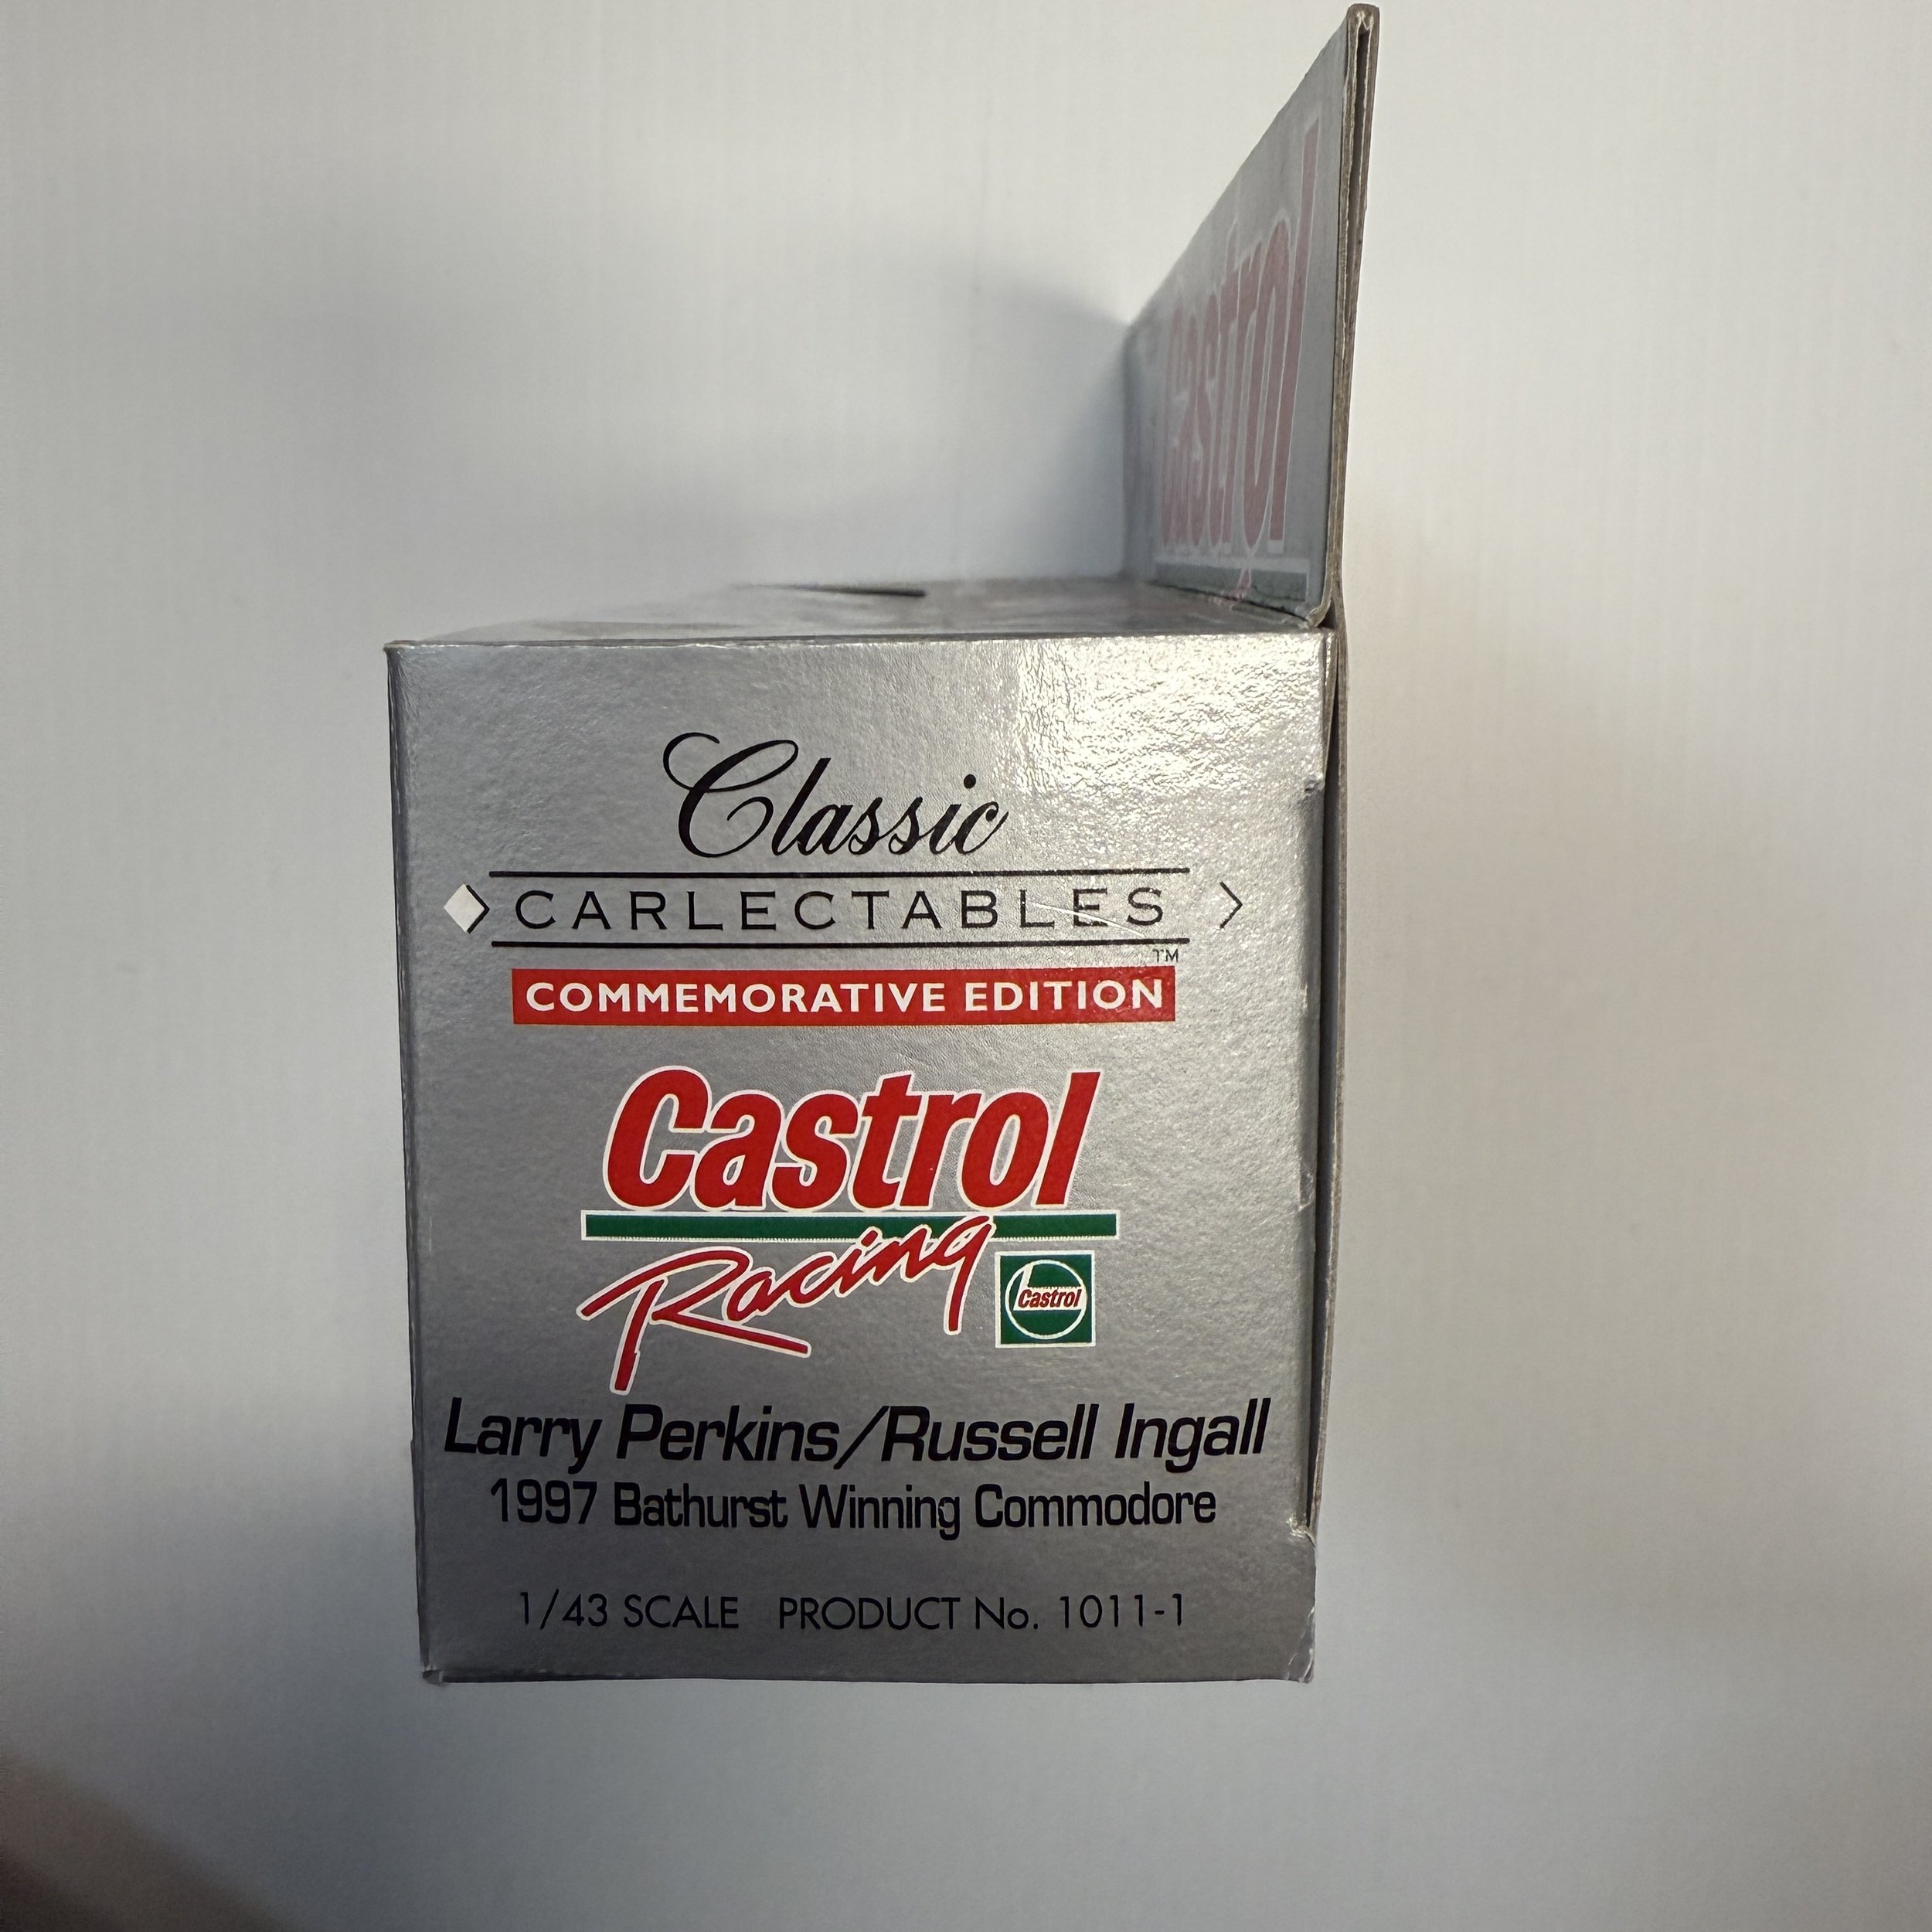 Castrol
Classic
CARLECTABLES
TM
COMMEMORATIVE EDITION
Castrol
Racing
Castrol
Larry Perkins/Russell Ingall
1997 Bathurst Winning Commodore
1/43 SCALE PRODUCT No. 1011-1